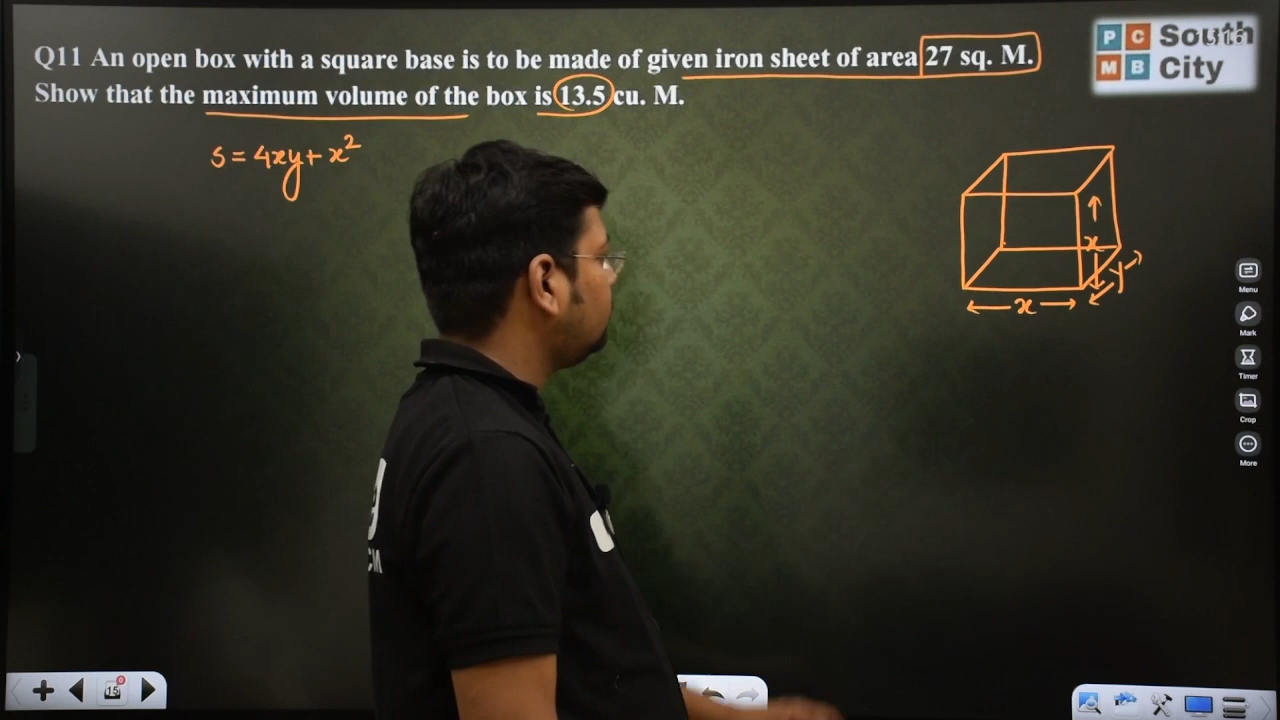 Q11 An open box with a square base is to be made of given iron sheet of area 27 sq. M.
Show that the maximum volume of the box is 13.5 cu. M.
P C
M B
South
City
s = 4xy + x²
x
y
x
Menu
Mark
Timer
Crop
More
15
0
CM